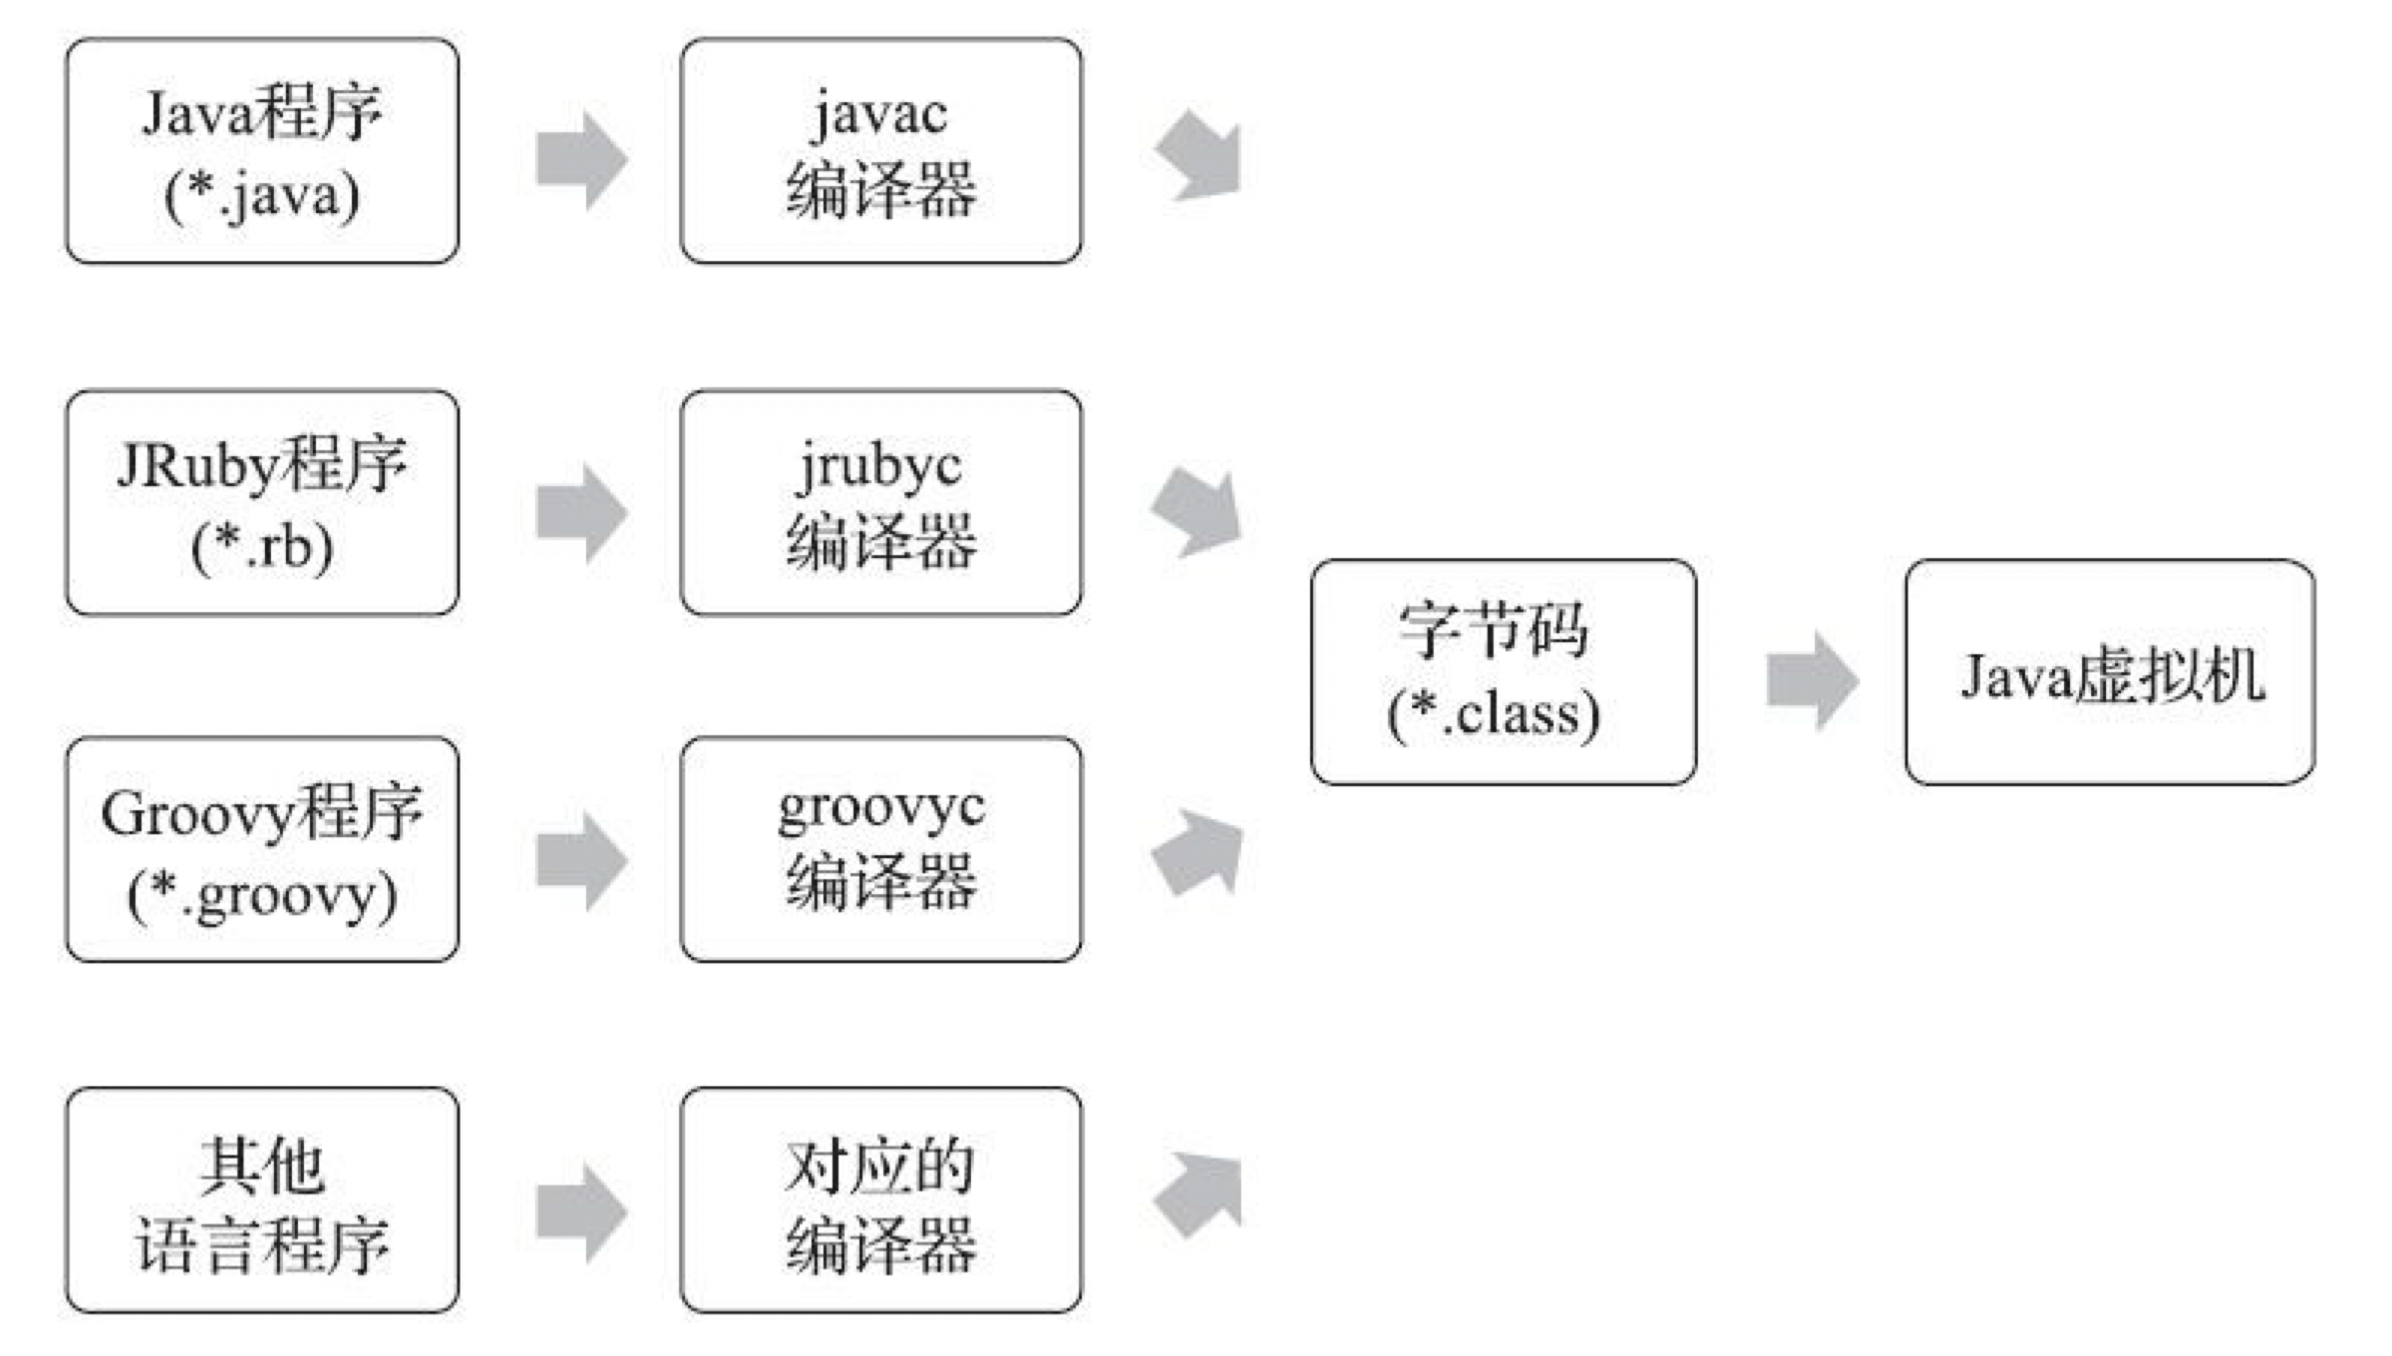 Java程序
(*.java)
javac
编译器
JRuby程序
(*.rb)
jrubyc
编译器
Groovy程序
(*.groovy)
groovyc
编译器
其他
语言程序
对应的
编译器
字节码
(*.class)
Java虚拟机